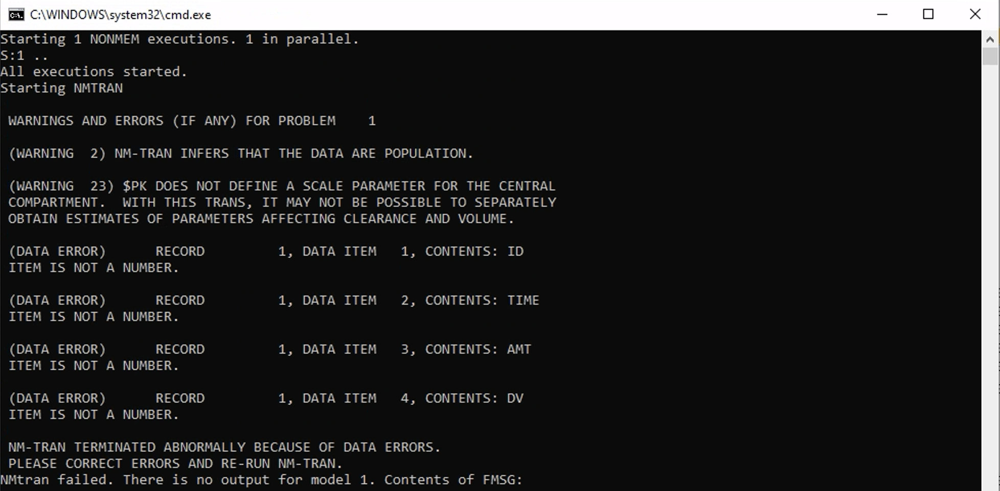 C:\WINDOWS\system32\cmd.exe
Starting 1 NONMEM executions. 1 in parallel.
S:1 ..
All executions started.
Starting NMTRAN
WARNINGS AND ERRORS (IF ANY) FOR PROBLEM    1
(WARNING  2) NM-TRAN INFERS THAT THE DATA ARE POPULATION.
(WARNING  23) $PK DOES NOT DEFINE A SCALE PARAMETER FOR THE CENTRAL
COMPARTMENT.  WITH THIS TRANS, IT MAY NOT BE POSSIBLE TO SEPARATELY
OBTAIN ESTIMATES OF PARAMETERS AFFECTING CLEARANCE AND VOLUME.
(DATA ERROR)      RECORD         1, DATA ITEM   1, CONTENTS: ID
ITEM IS NOT A NUMBER.
(DATA ERROR)      RECORD         1, DATA ITEM   2, CONTENTS: TIME
ITEM IS NOT A NUMBER.
(DATA ERROR)      RECORD         1, DATA ITEM   3, CONTENTS: AMT
ITEM IS NOT A NUMBER.
(DATA ERROR)      RECORD         1, DATA ITEM   4, CONTENTS: DV
ITEM IS NOT A NUMBER.
NM-TRAN TERMINATED ABNORMALLY BECAUSE OF DATA ERRORS.
PLEASE CORRECT ERRORS AND RE-RUN NM-TRAN.
NMtran failed. There is no output for model 1. Contents of FMSG: